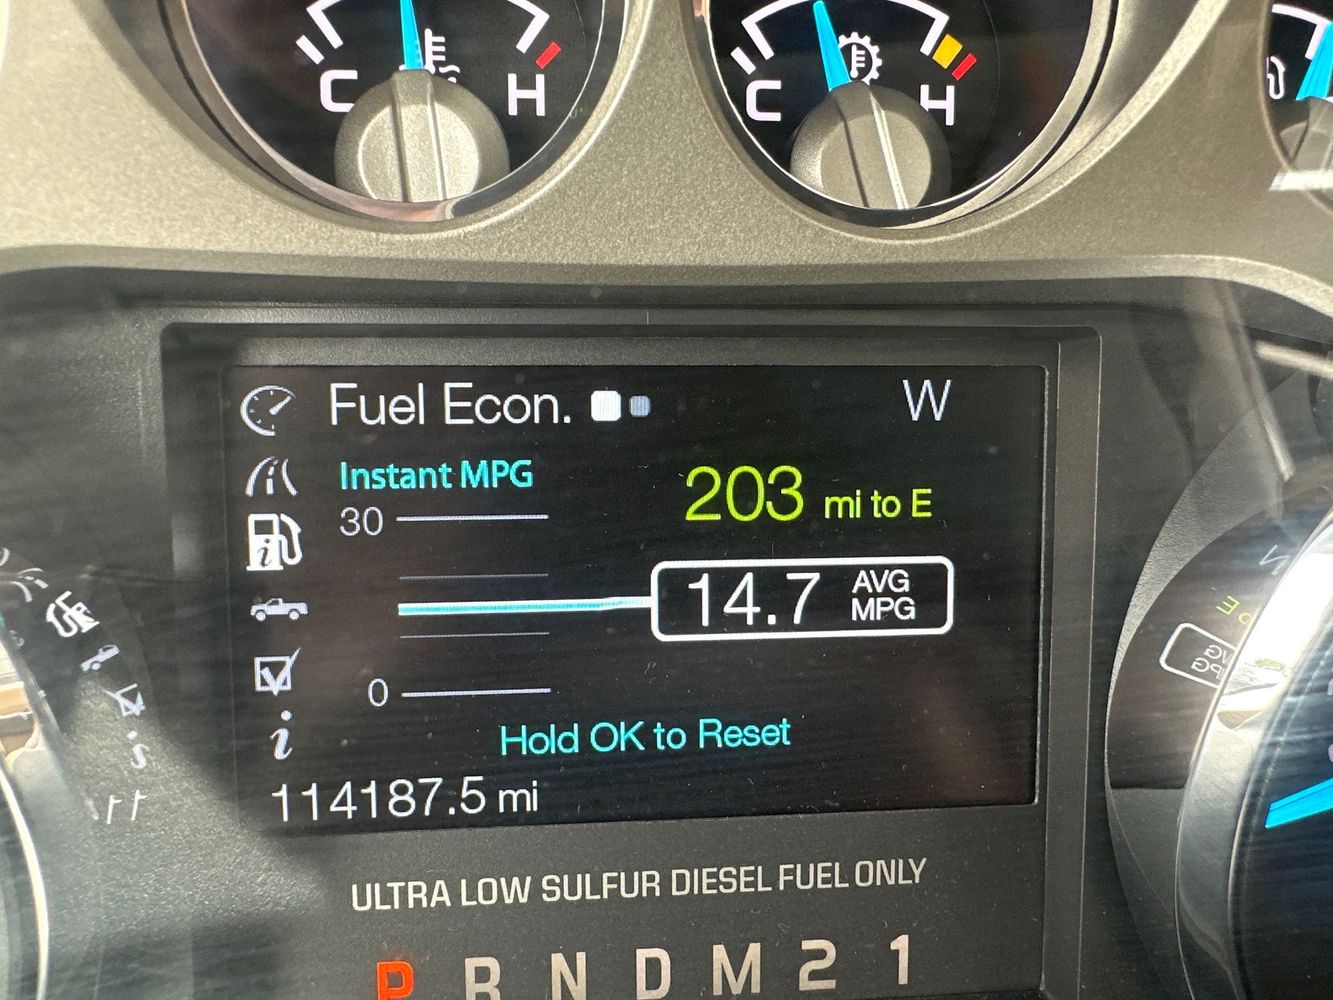 C H
C H
Fuel Econ. W
Instant MPG
30
203 mi to E
14.7 AVG MPG
0
Hold OK to Reset
114187.5 mi
ULTRA LOW SULFUR DIESEL FUEL ONLY
P R N D M 2 1